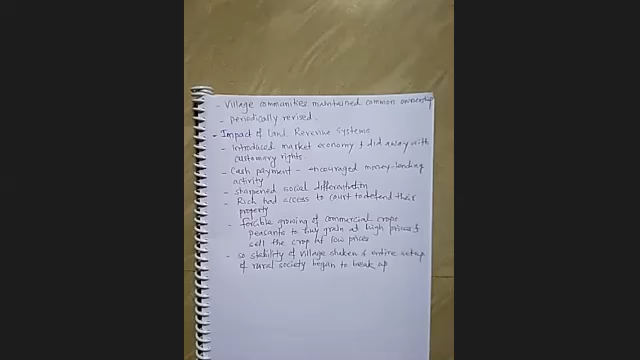 - Village communities maintained common ownership
- periodically revised.
- Impact of Land Revenue Systems
- introduced market economy & did away with
customary rights.
- Cash payment - encouraged money-lending
activity
- sharpened social differentiation
- Rich had access to court to defend their
property
- forcible growing of commercial crops
peasants to buy grain at high prices &
sell the crop at low prices
- so stability of village shaken & entire setup
of rural society began to break up